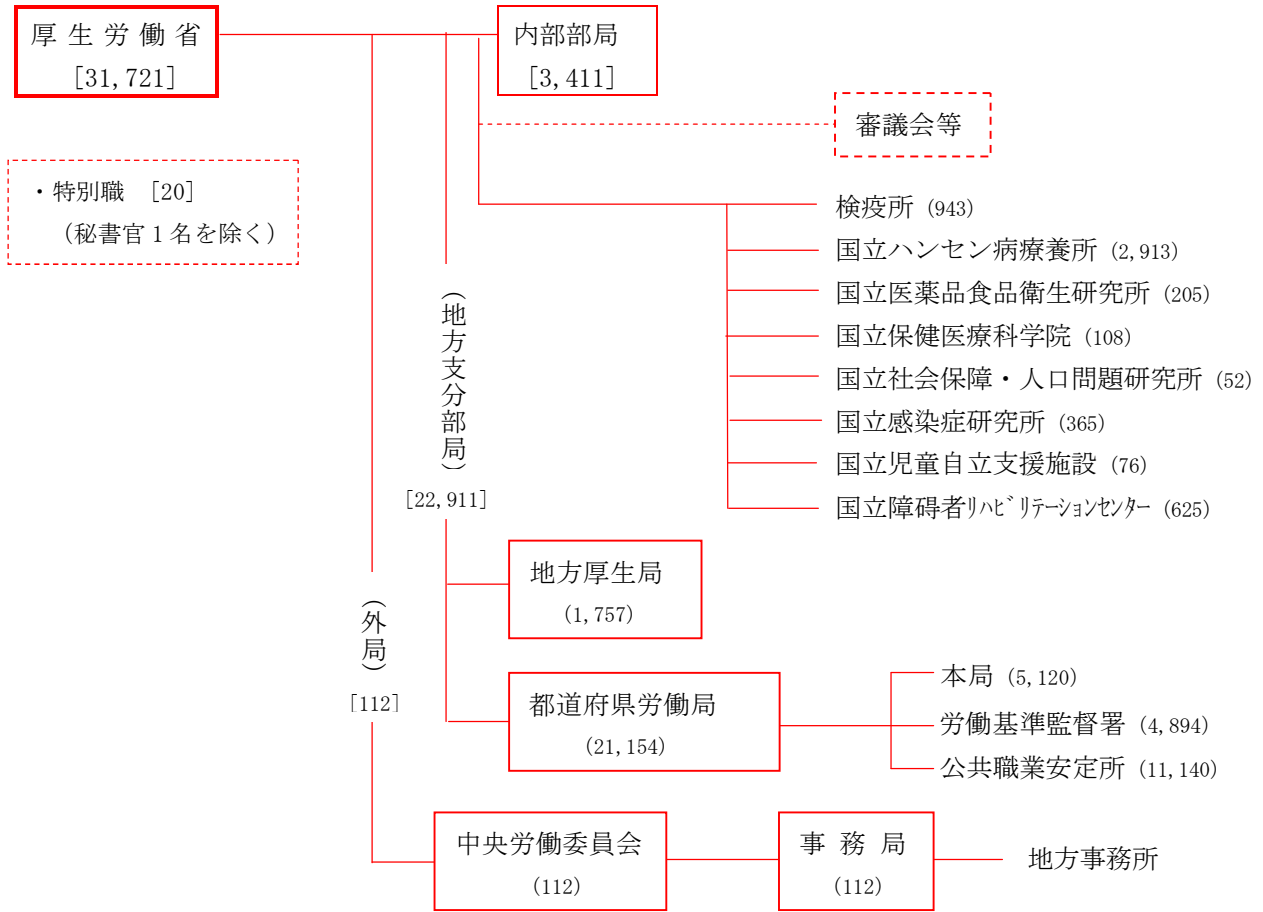 厚生労働省
[31,721]
内部部局
[3,411]
審議会等
・特別職 [20]
（秘書官1名を除く）
検疫所 (943)
国立ハンセン病療養所 (2,913)
国立医薬品食品衛生研究所 (205)
国立保健医療科学院 (108)
国立社会保障・人口問題研究所 (52)
国立感染症研究所 (365)
国立児童自立支援施設 (76)
国立障碍者ﾘﾊﾋﾞﾘﾃｰｼｮﾝｾﾝﾀｰ (625)
（地方支分部局）
[22,911]
地方厚生局
(1,757)
（外局）
[112]
都道府県労働局
(21,154)
本局 (5,120)
労働基準監督署 (4,894)
公共職業安定所 (11,140)
中央労働委員会
(112)
事務局
(112)
地方事務所